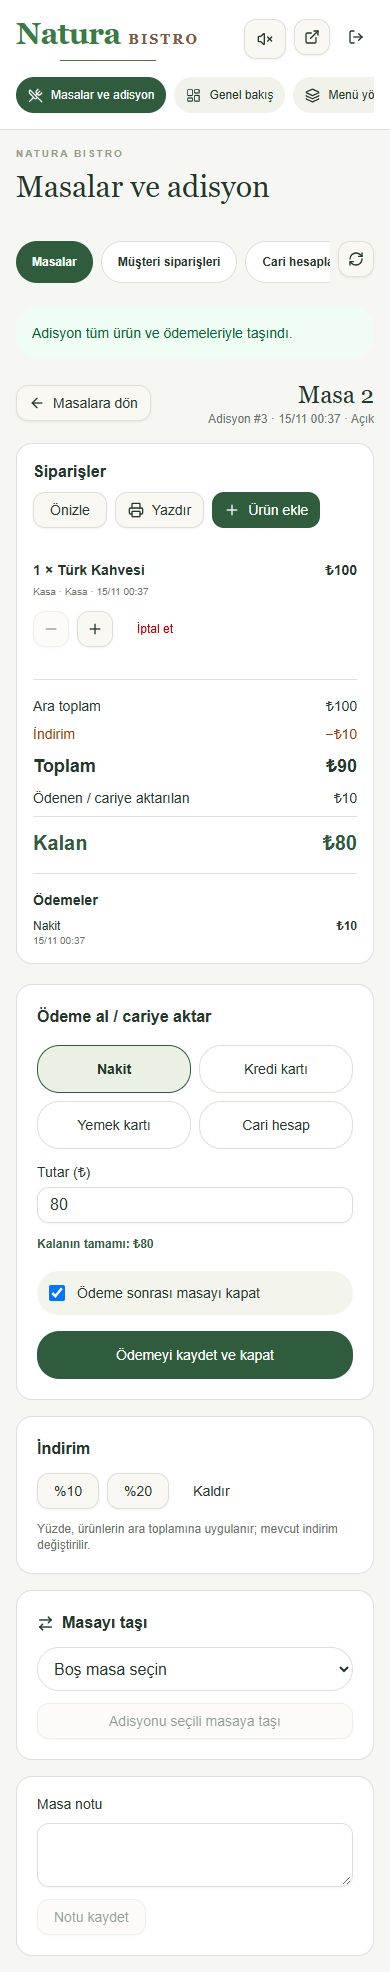 Natura BISTRO
Masalar ve adisyon
Genel bakış
Menü yö
NATURA BISTRO
Masalar ve adisyon
Masalar
Müşteri siparişleri
Cari hesapla
Adisyon tüm ürün ve ödemeleriyle taşındı.
Masalara dön
Masa 2
Adisyon #3 · 15/11 00:37 · Açık
Siparişler
Önizle
Yazdır
Ürün ekle
1 × Türk Kahvesi ₺100
Kasa · Kasa · 15/11 00:37
İptal et
Ara toplam ₺100
İndirim −₺10
Toplam ₺90
Ödenen / cariye aktarılan ₺10
Kalan ₺80
Ödemeler
Nakit ₺10
15/11 00:37
Ödeme al / cariye aktar
Nakit
Kredi kartı
Yemek kartı
Cari hesap
Tutar (₺)
80
Kalanın tamamı: ₺80
Ödeme sonrası masayı kapat
Ödemeyi kaydet ve kapat
İndirim
%10
%20
Kaldır
Yüzde, ürünlerin ara toplamına uygulanır; mevcut indirim
değiştirilir.
Masayı taşı
Boş masa seçin
Adisyonu seçili masaya taşı
Masa notu
Notu kaydet